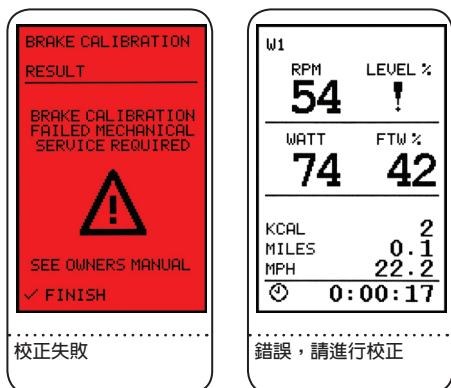 BRAKE CALIBRATION
RESULT
BRAKE CALIBRATION
FAILED MECHANICAL
SERVICE REQUIRED
SEE OWNERS MANUAL
✓ FINISH
校正失敗
W1
RPM LEVEL %
54 !
WATT FTW %
74 42
KCAL 2
MILES 0.1
MPH 22.2
0:00:17
錯誤，請進行校正